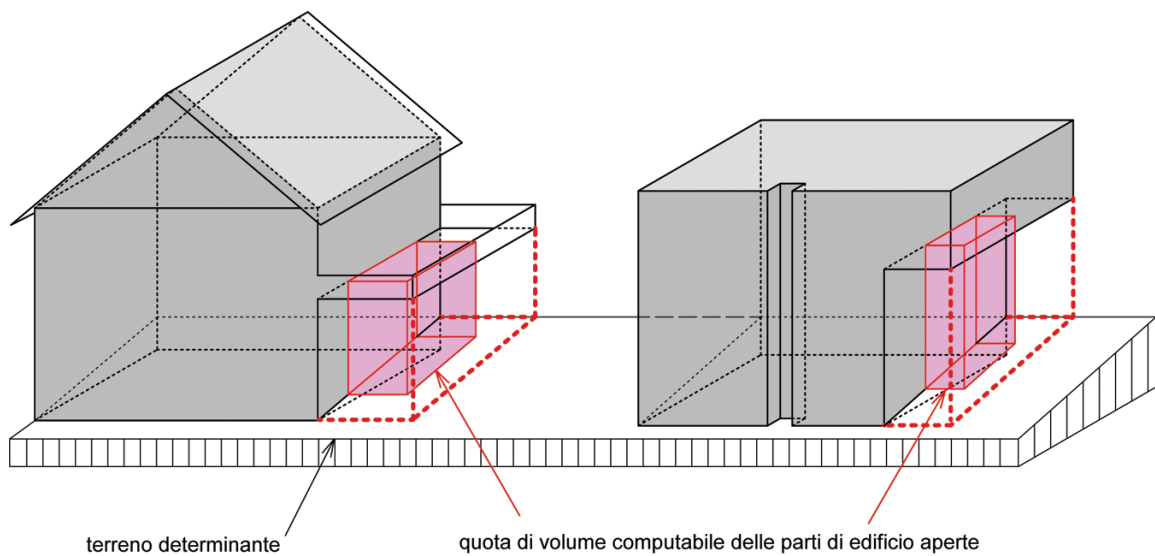 terreno determinante
quota di volume computabile delle parti di edificio aperte